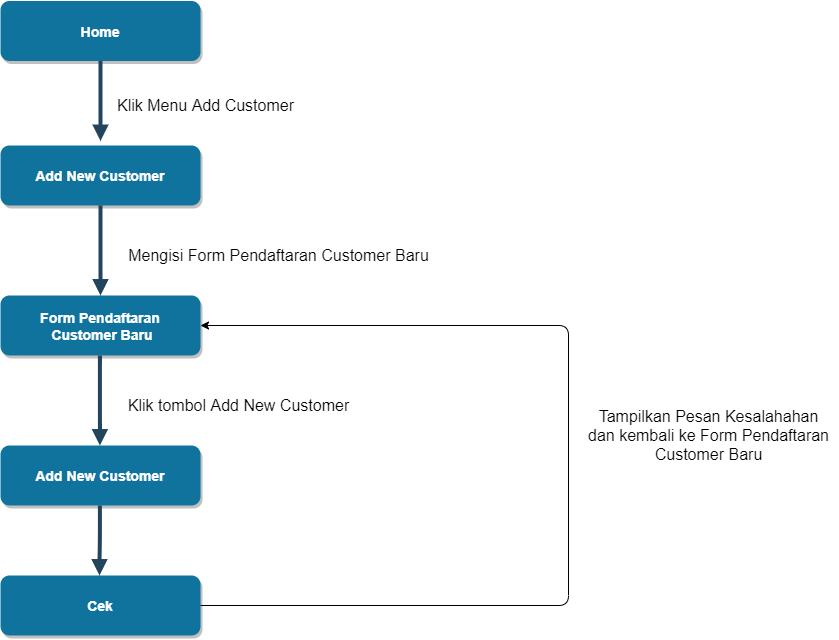 Home
Klik Menu Add Customer
Add New Customer
Mengisi Form Pendaftaran Customer Baru
Form Pendaftaran
Customer Baru
Klik tombol Add New Customer
Tampilkan Pesan Kesalahahan
dan kembali ke Form Pendaftaran
Customer Baru
Add New Customer
Cek